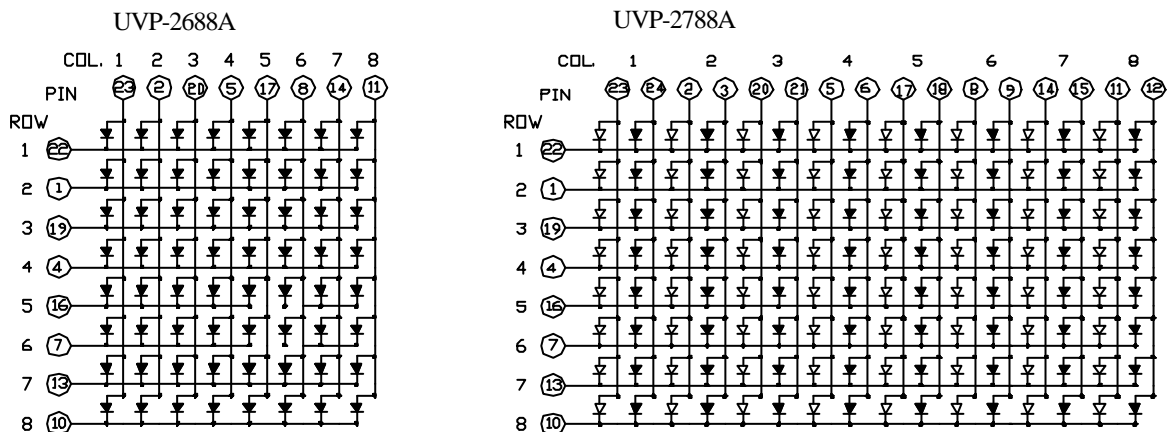 UVP-2688A
COL. 1 2 3 4 5 6 7 8
PIN 23 2 20 5 17 8 14 11
ROW
1 22
2 1
3 19
4 4
5 16
6 7
7 13
8 10
UVP-2788A
COL. 1 2 3 4 5 6 7 8
PIN 23 24 2 3 20 21 5 6 17 18 8 9 14 15 11 12
ROW
1 22
2 1
3 19
4 4
5 16
6 7
7 13
8 10